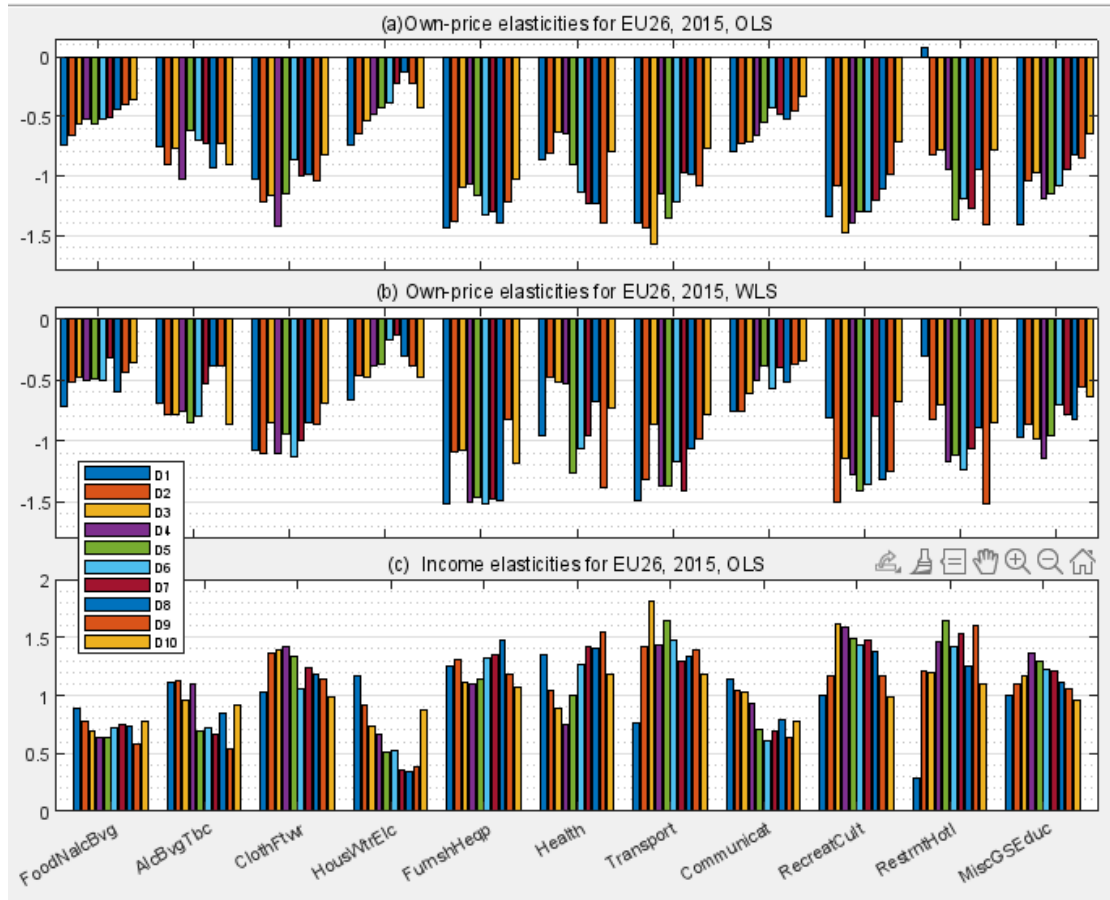 (a)Own-price elasticities for EU26, 2015, OLS
0
-0.5
-1
-1.5
(b) Own-price elasticities for EU26, 2015, WLS
0
-0.5
-1
-1.5
D1
D2
D3
D4
D5
D6
D7
D8
D9
D10
(c) Income elasticities for EU26, 2015, OLS
2
1.5
1
0.5
0
FoodNalcBvg
AlcBvgTbc
ClothFtwr
HousWtrElc
FurnshHeqp
Health
Transport
Communicat
RecreatCult
RestrntHotl
MiscGSEduc